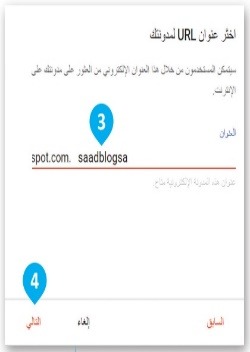 اختر عنوان URL لمدونتك
سيتمكن المستخدمون من خلال هذا العنوان الإلكتروني من العثور على مدونتك على
الإنترنت.
العنوان
3
spot.com. saadblogsa
عنوان هذه المدونة الإلكترونية متاح.
4
السابق إلغاء التالي